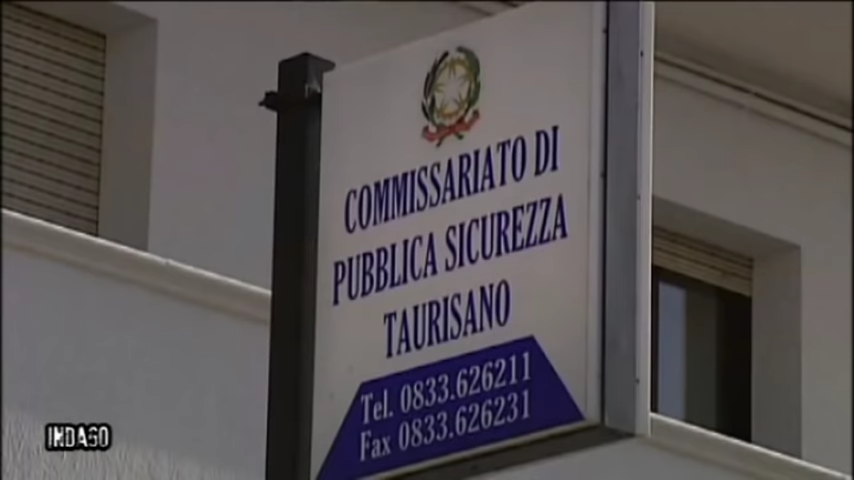 COMMISSARIATO DI
PUBBLICA SICUREZZA
TAURISANO
Tel. 0833.626211
Fax 0833.626231
INDAGO